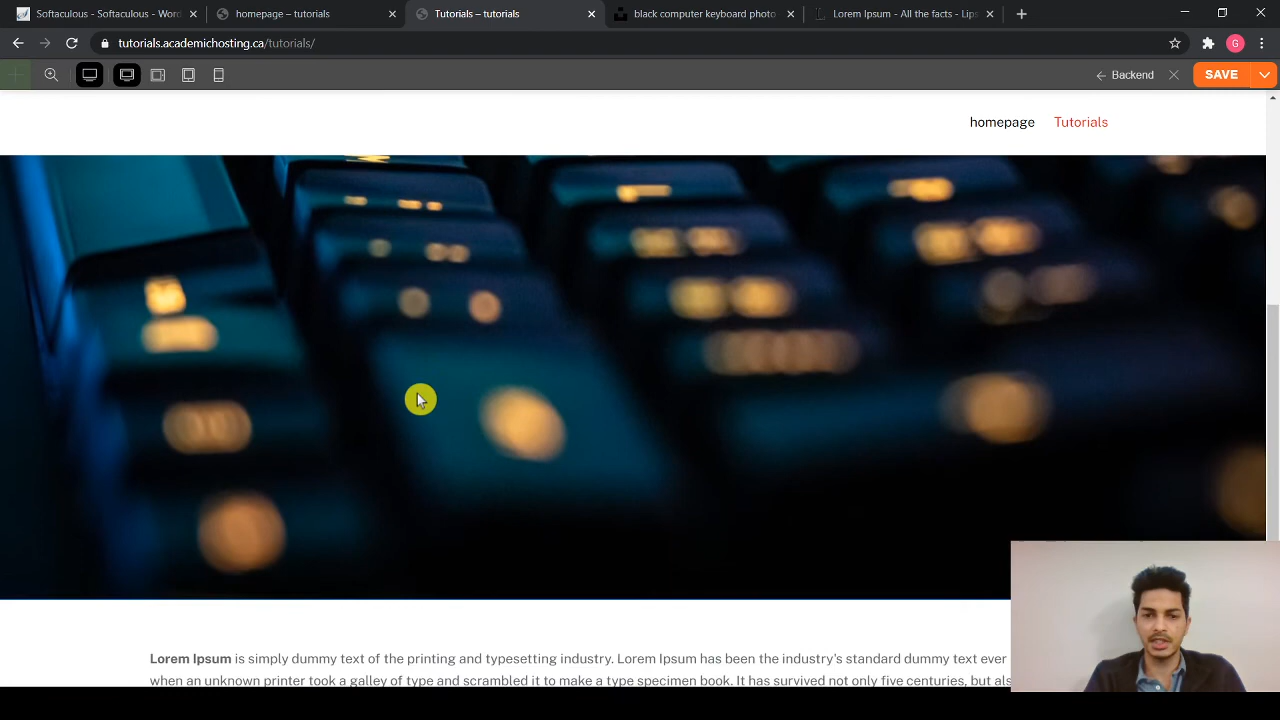 Softaculous - Softaculous - Word
homepage – tutorials
Tutorials – tutorials
black computer keyboard photo
Lorem Ipsum - All the facts - Lips
tutorials.academichosting.ca/tutorials/
G
Backend
SAVE
homepage
Tutorials
Lorem Ipsum is simply dummy text of the printing and typesetting industry. Lorem Ipsum has been the industry's standard dummy text ever
when an unknown printer took a galley of type and scrambled it to make a type specimen book. It has survived not only five centuries, but als